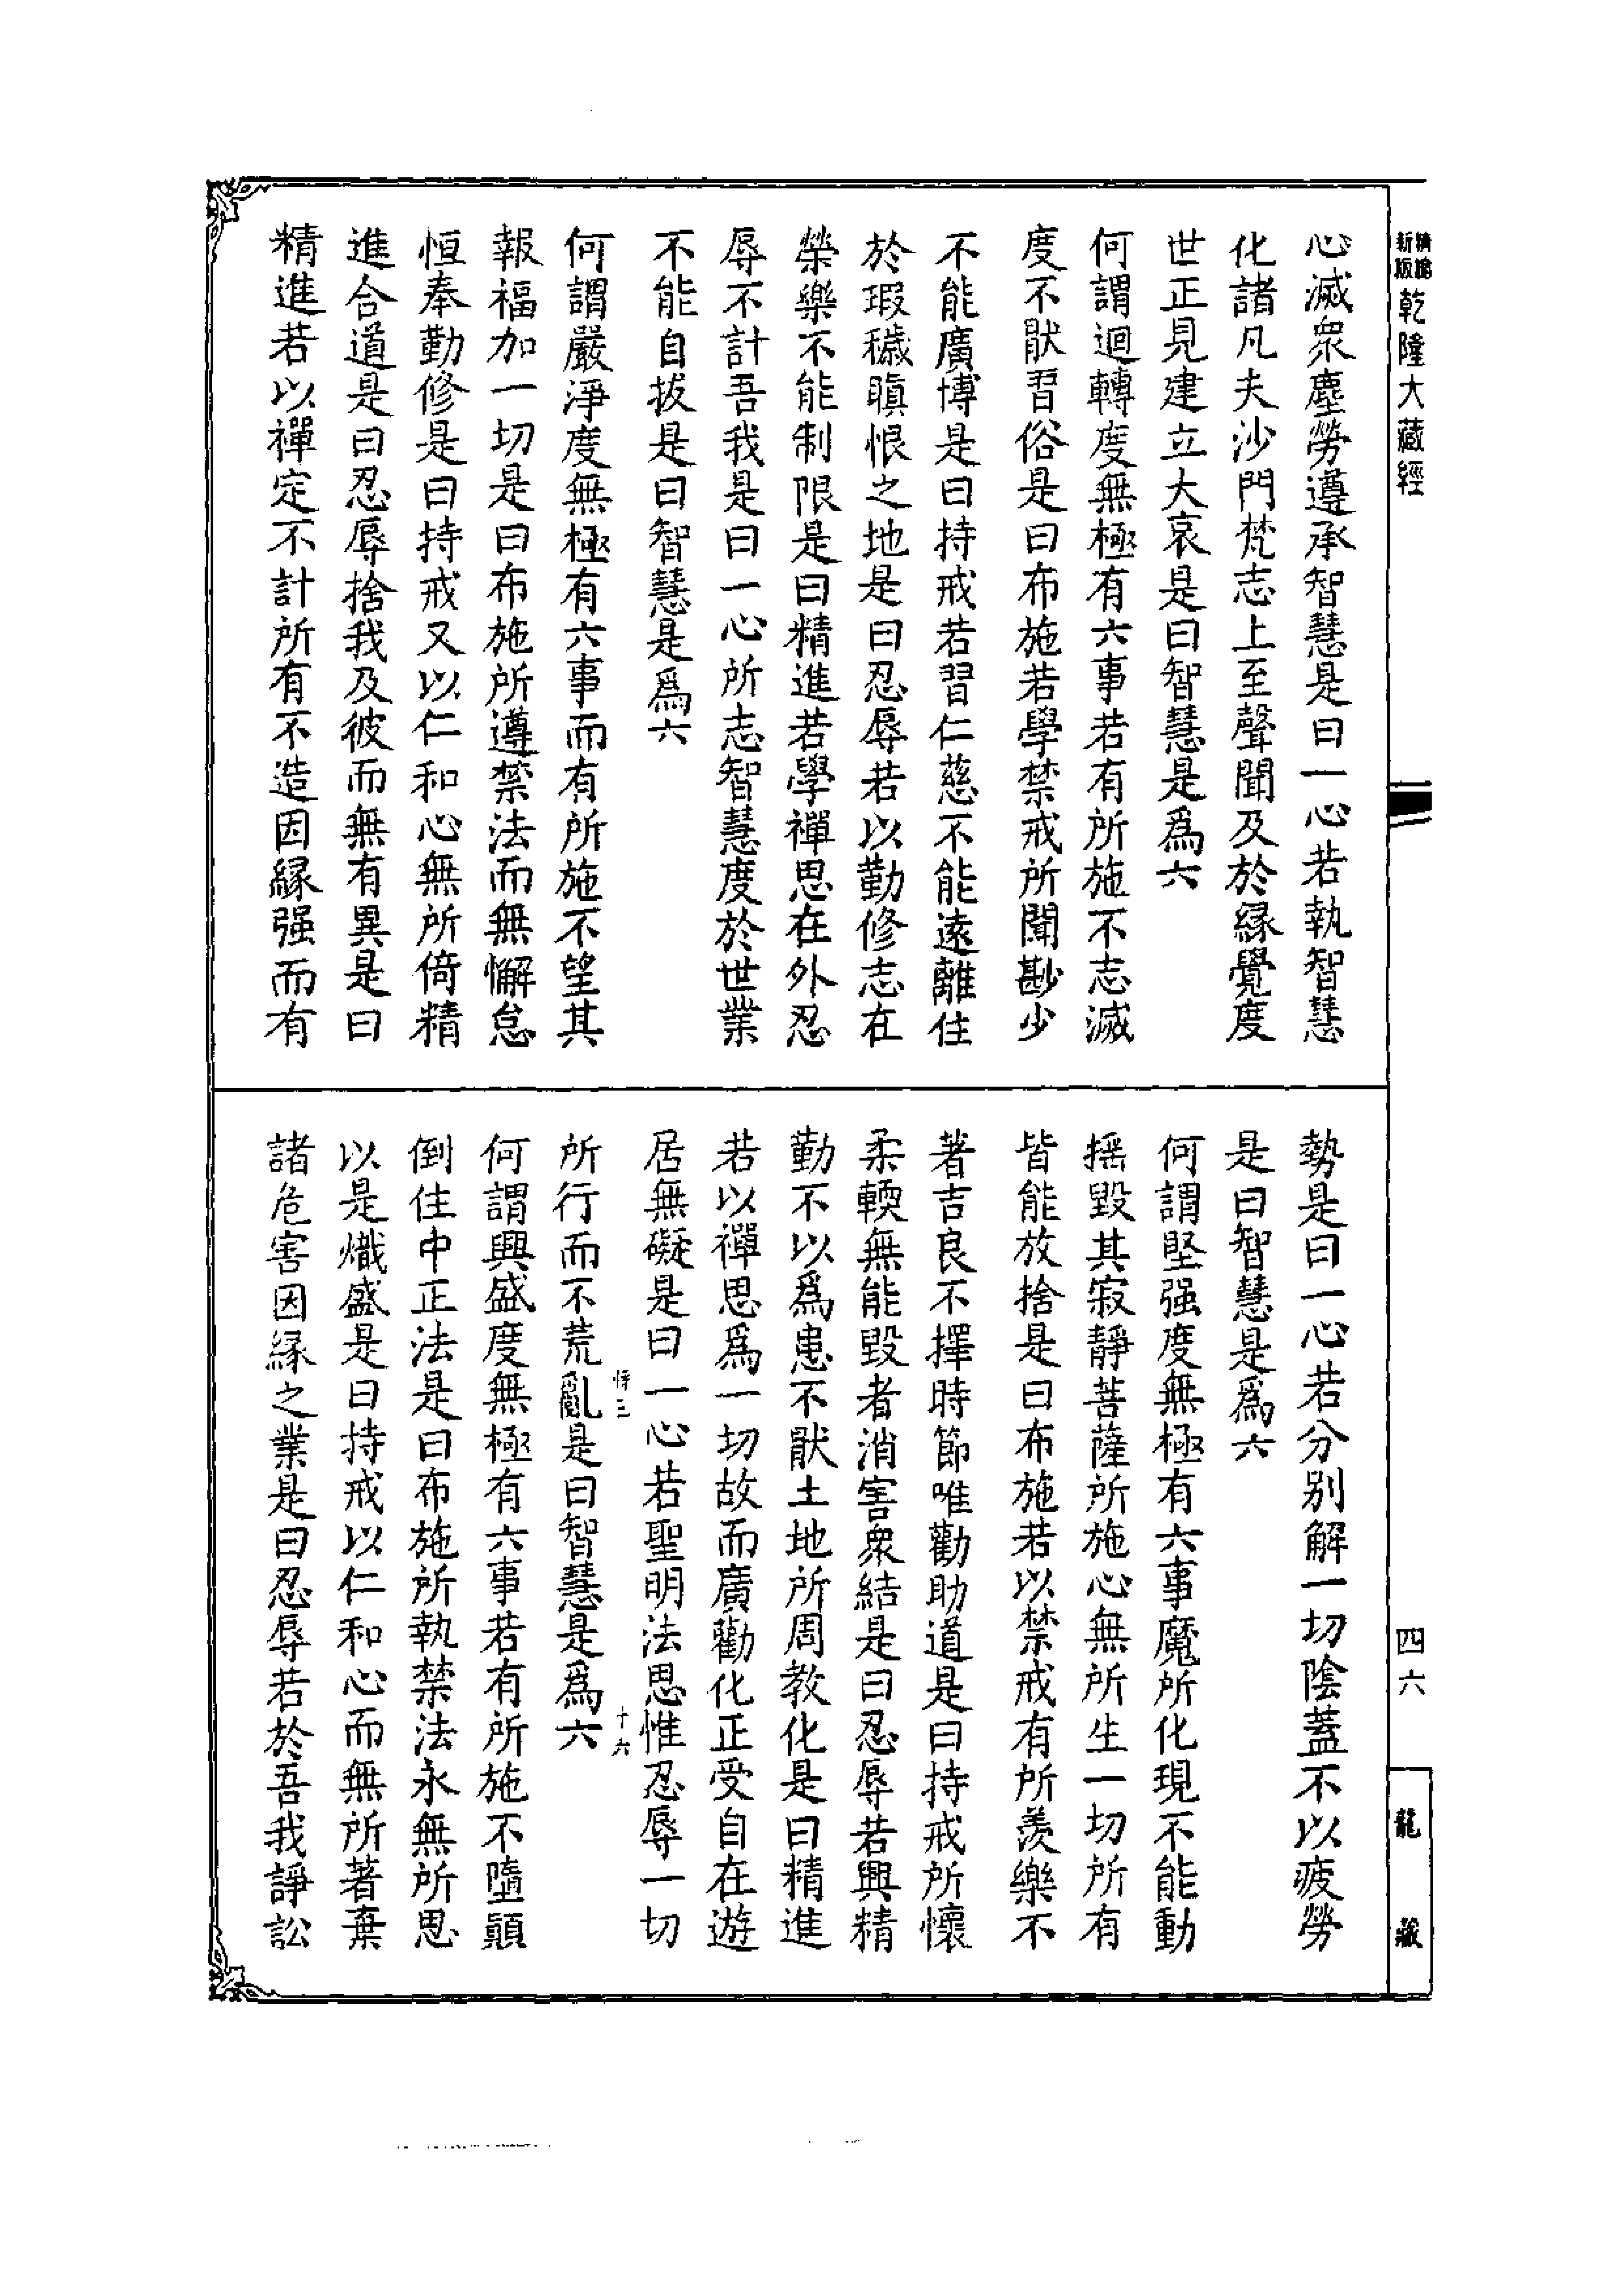 精繪新版乾隆大藏經
四六
龍藏
心滅衆塵勞遵承智慧是曰一心若執智慧
化諸凡夫沙門梵志上至聲聞及於緣覺度
世正見建立大哀是曰智慧是爲六
何謂迴轉度無極有六事若有所施不志滅
度不猒習俗是曰布施若學禁戒所聞尠少
不能廣博是曰持戒若習仁慈不能遠離住
於瑕穢瞋恨之地是曰忍辱若以勤修志在
榮樂不能制限是曰精進若學禪思在外忍
辱不計吾我是曰一心所志智慧度於世業
不能自拔是曰智慧是爲六
何謂嚴淨度無極有六事而有所施不望其
報福加一切是曰布施所遵禁法而無懈怠
恒奉勤修是曰持戒又以仁和心無所倚精
進合道是曰忍辱捨我及彼而無有異是曰
精進若以禪定不計所有不造因緣强而有
勢是曰一心若分别解一切陰蓋不以疲勞
是曰智慧是爲六
何謂堅强度無極有六事魔所化現不能動
摇毀其寂靜菩薩所施心無所生一切所有
皆能放捨是曰布施若以禁戒有所羨樂不
著吉良不擇時節唯勸助道是曰持戒所懷
柔輭無能毀者消害衆結是曰忍辱若興精
勤不以爲患不猒土地所周教化是曰精進
若以禪思爲一切故而廣勸化正受自在遊
居無礙是曰一心若聖明法思惟忍辱一切
所行而不荒亂是曰智慧是爲六
十六
何謂興盛度無極有六事若有所施不墮顚
倒住中正法是曰布施所執禁法永無所思
以是熾盛是曰持戒以仁和心而無所著棄
諸危害因緣之業是曰忍辱若於吾我諍訟